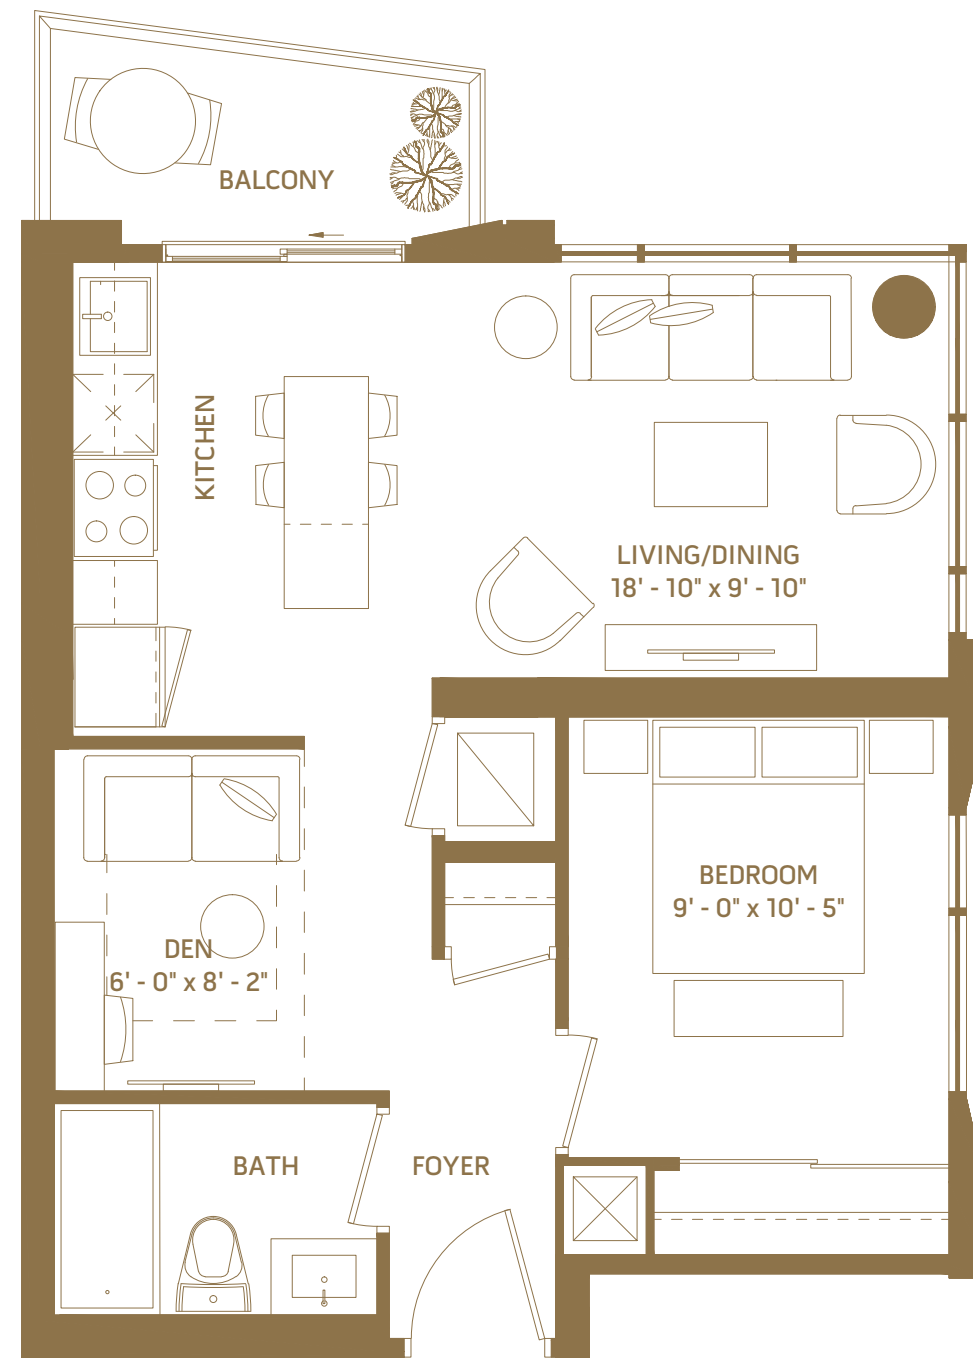 BALCONY
KITCHEN
LIVING/DINING
18' - 10" x 9' - 10"
BEDROOM
9' - 0" x 10' - 5"
DEN
6' - 0" x 8' - 2"
BATH
FOYER